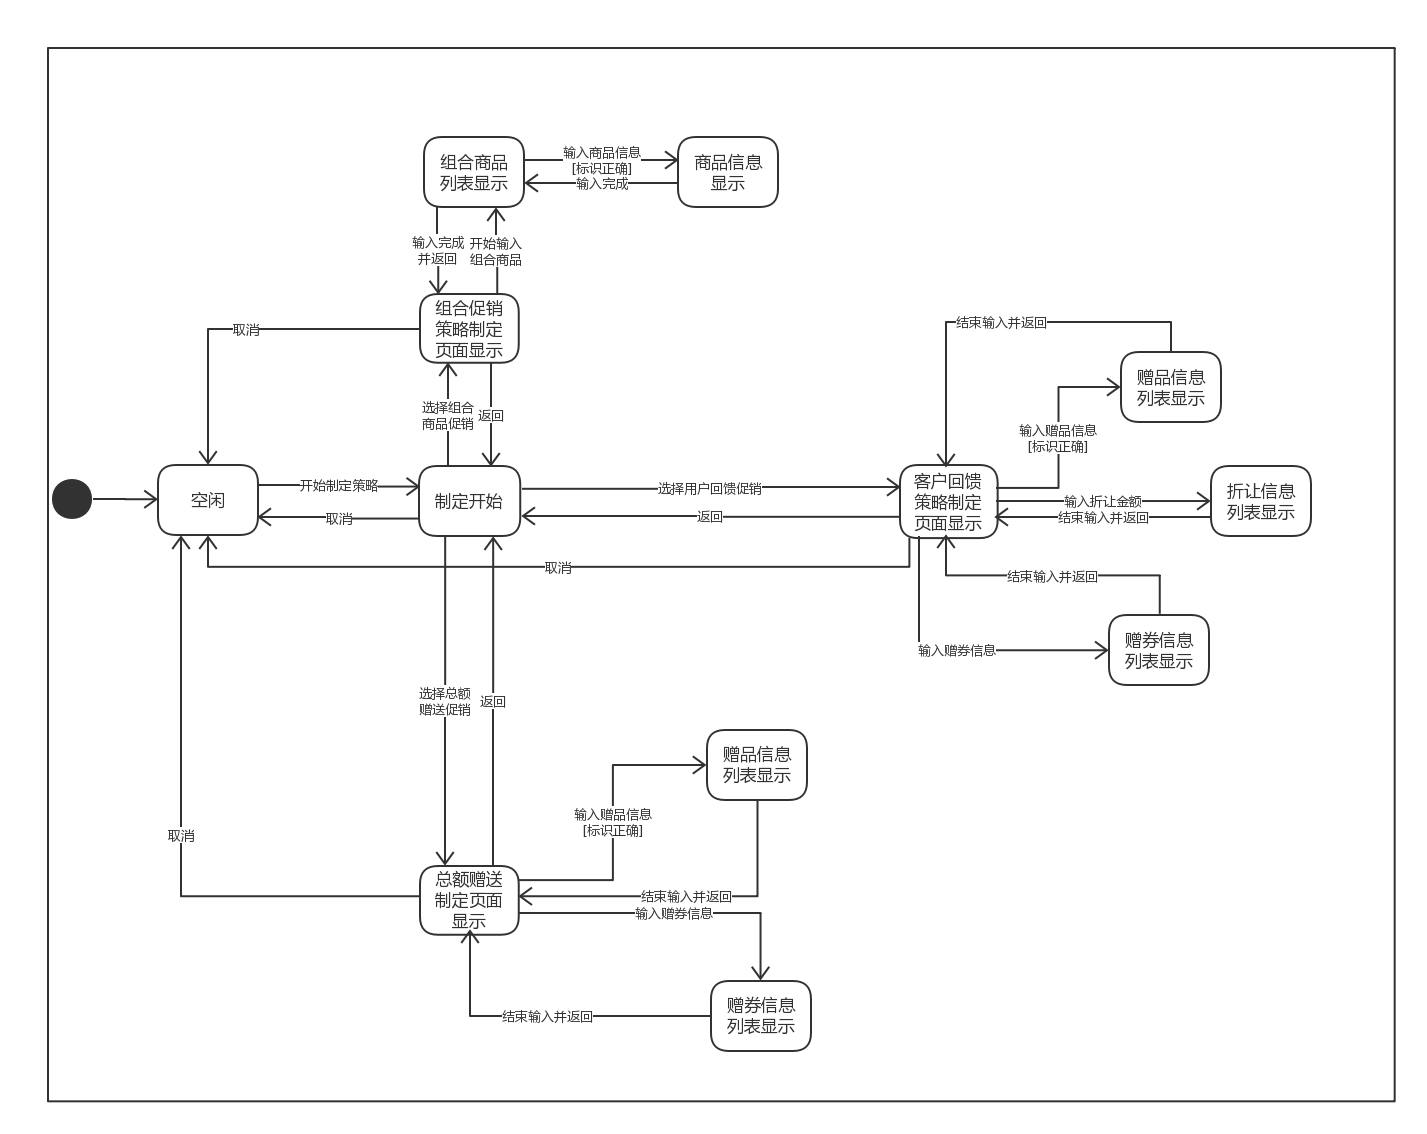 组合商品
列表显示
输入商品信息
[标识正确]
输入完成
商品信息
显示
输入完成
并返回
开始输入
组合商品
组合促销
策略制定
页面显示
取消
结束输入并返回
赠品信息
列表显示
选择组合
商品促销
返回
输入赠品信息
[标识正确]
空闲
开始制定策略
取消
制定开始
选择用户回馈促销
返回
客户回馈
策略制定
页面显示
输入折让金额
结束输入并返回
折让信息
列表显示
取消
结束输入并返回
输入赠券信息
赠券信息
列表显示
选择总额
赠送促销
返回
赠品信息
列表显示
输入赠品信息
[标识正确]
取消
总额赠送
制定页面
显示
结束输入并返回
输入赠券信息
结束输入并返回
赠券信息
列表显示